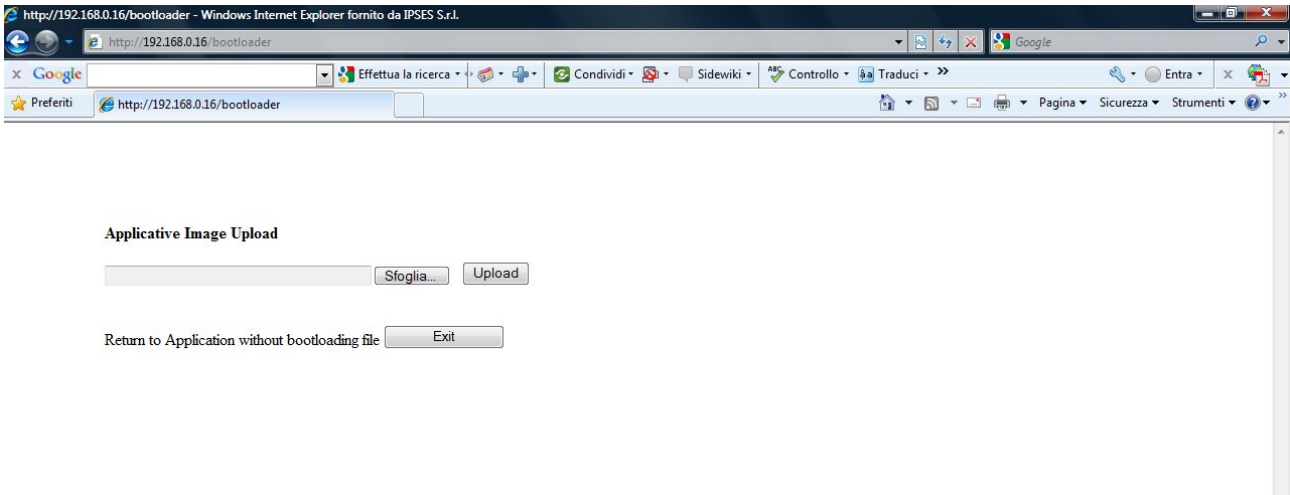 http://192.168.0.16/bootloader - Windows Internet Explorer fornito da IPSES S.r.l.
http://192.168.0.16/bootloader Google
x Google Effettua la ricerca Condividi Sidewiki ABC Controllo āa Traduci >> Entra x
Preferiti http://192.168.0.16/bootloader Pagina Sicurezza Strumenti >>
Applicative Image Upload
Sfoglia... Upload
Return to Application without bootloading file Exit